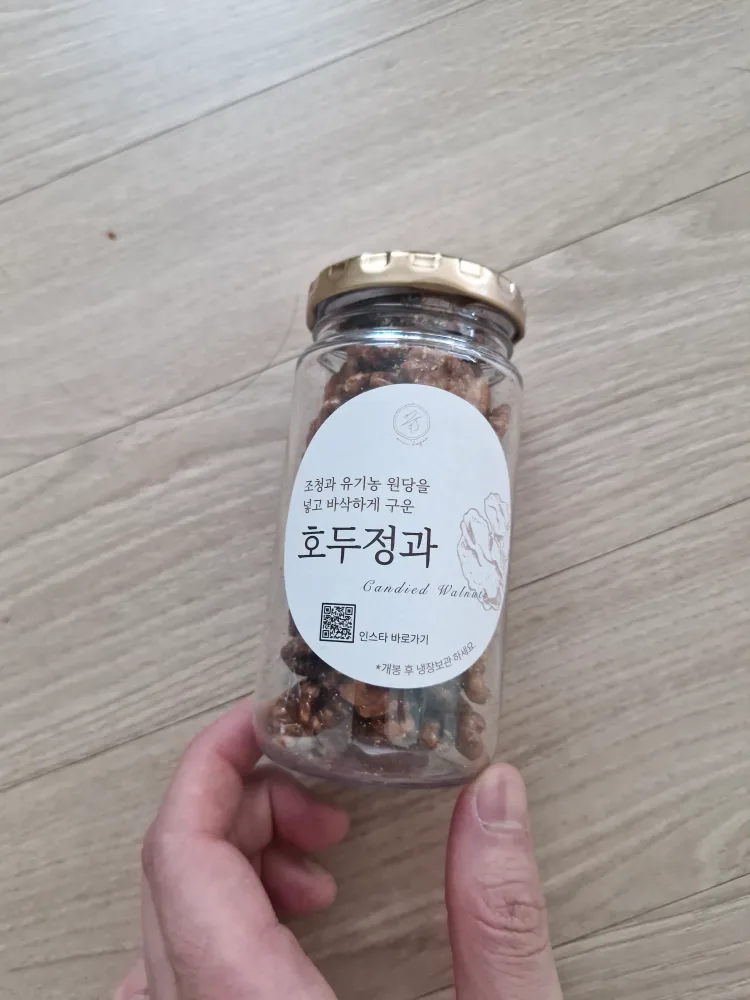 조청과 유기농 원당을
넣고 바삭하게 구운
호두정과
Candied Walnuts
인스타 바로가기
*개봉 후 냉장보관 하세요